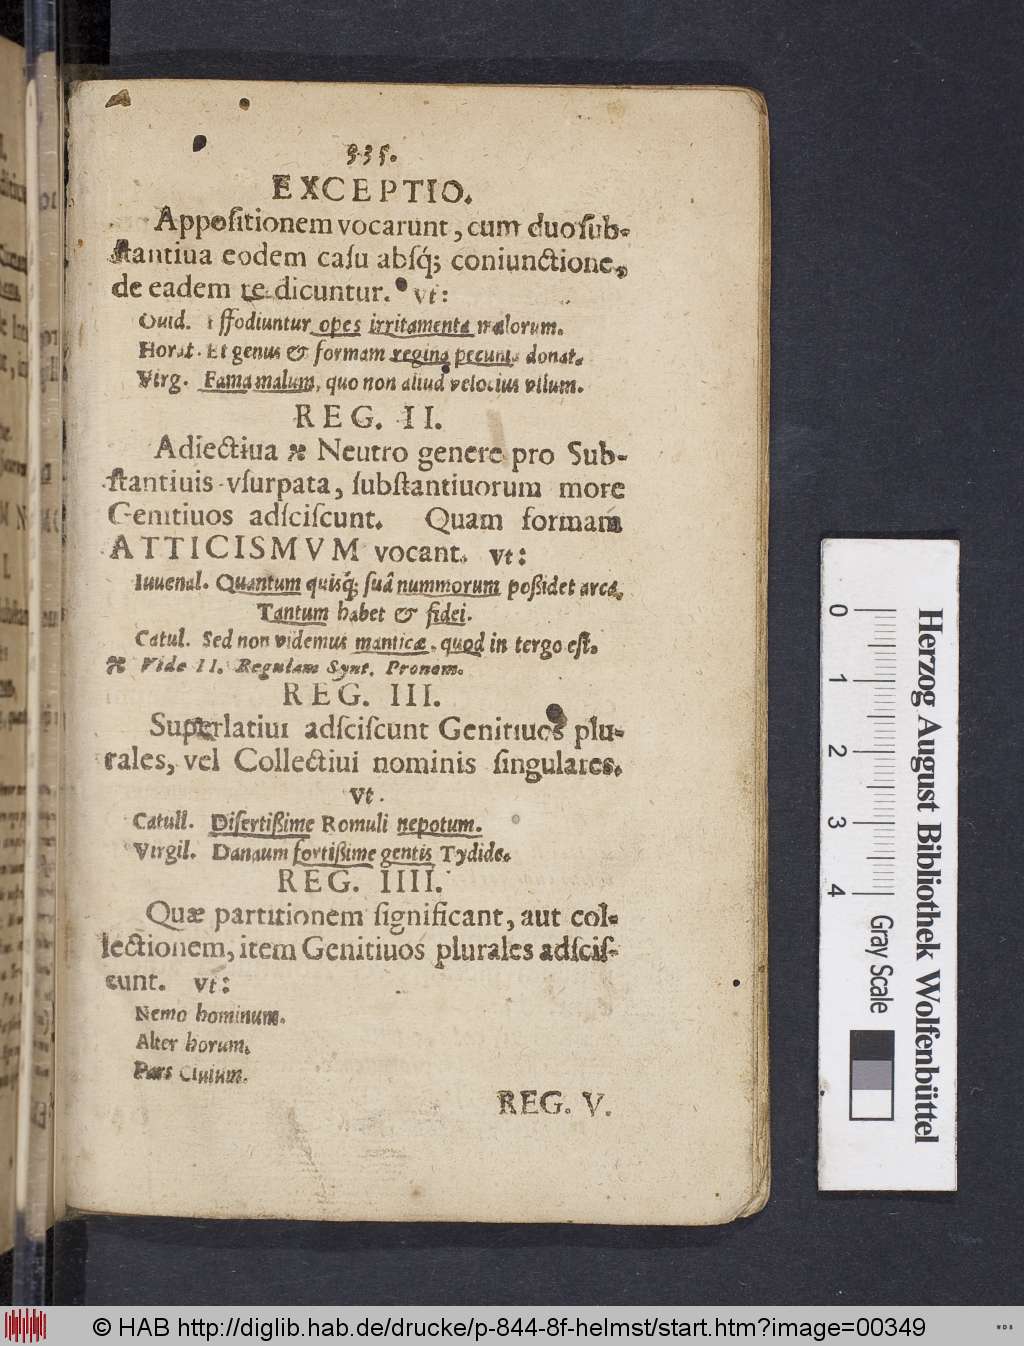 335.
EXCEPTIO.
Appoſitionem vocarunt, cum duo ſub-
ſtantiua eodem caſu abſq; coniunctione,
de eadem re dicuntur. vt:
Ouid. Effodiuntur opes irritamenta malorum.
Horat. Et genus & formam regina pecunia donat.
Virg. Fama malum, quo non aliud velocius vllum.
REG. II.
Adiectiua ⁜ Neutro genere pro Sub-
ſtantiuis vſurpata, ſubſtantiuorum more
Genitiuos adſciſcunt. Quam formam
ATTICISMVM vocant. vt:
Iuuenal. Quantum quisq; ſuâ nummorum poßidet arca,
Tantum habet & fidei.
Catul. Sed non videmus manticæ, quod in tergo eſt.
⁜ Vide II. Regulam Synt. Pronom.
REG. III.
Superlatiui adſciſcunt Genitiuos plu-
rales, vel Collectiui nominis ſingulares.
vt.
Catull. Diſertißime Romuli nepotum.
Virgil. Danaum fortißime gentis Tydide.
REG. IIII.
Quæ partitionem ſignificant, aut col-
lectionem, item Genitiuos plurales adſciſ-
cunt. vt:
Nemo hominum.
Alter horum.
Pars Ciuium.
REG. V.
0 1 2 3 4
Gray Scale
Herzog August Bibliothek Wolfenbüttel
© HAB http://diglib.hab.de/drucke/p-844-8f-helmst/start.htm?image=00349